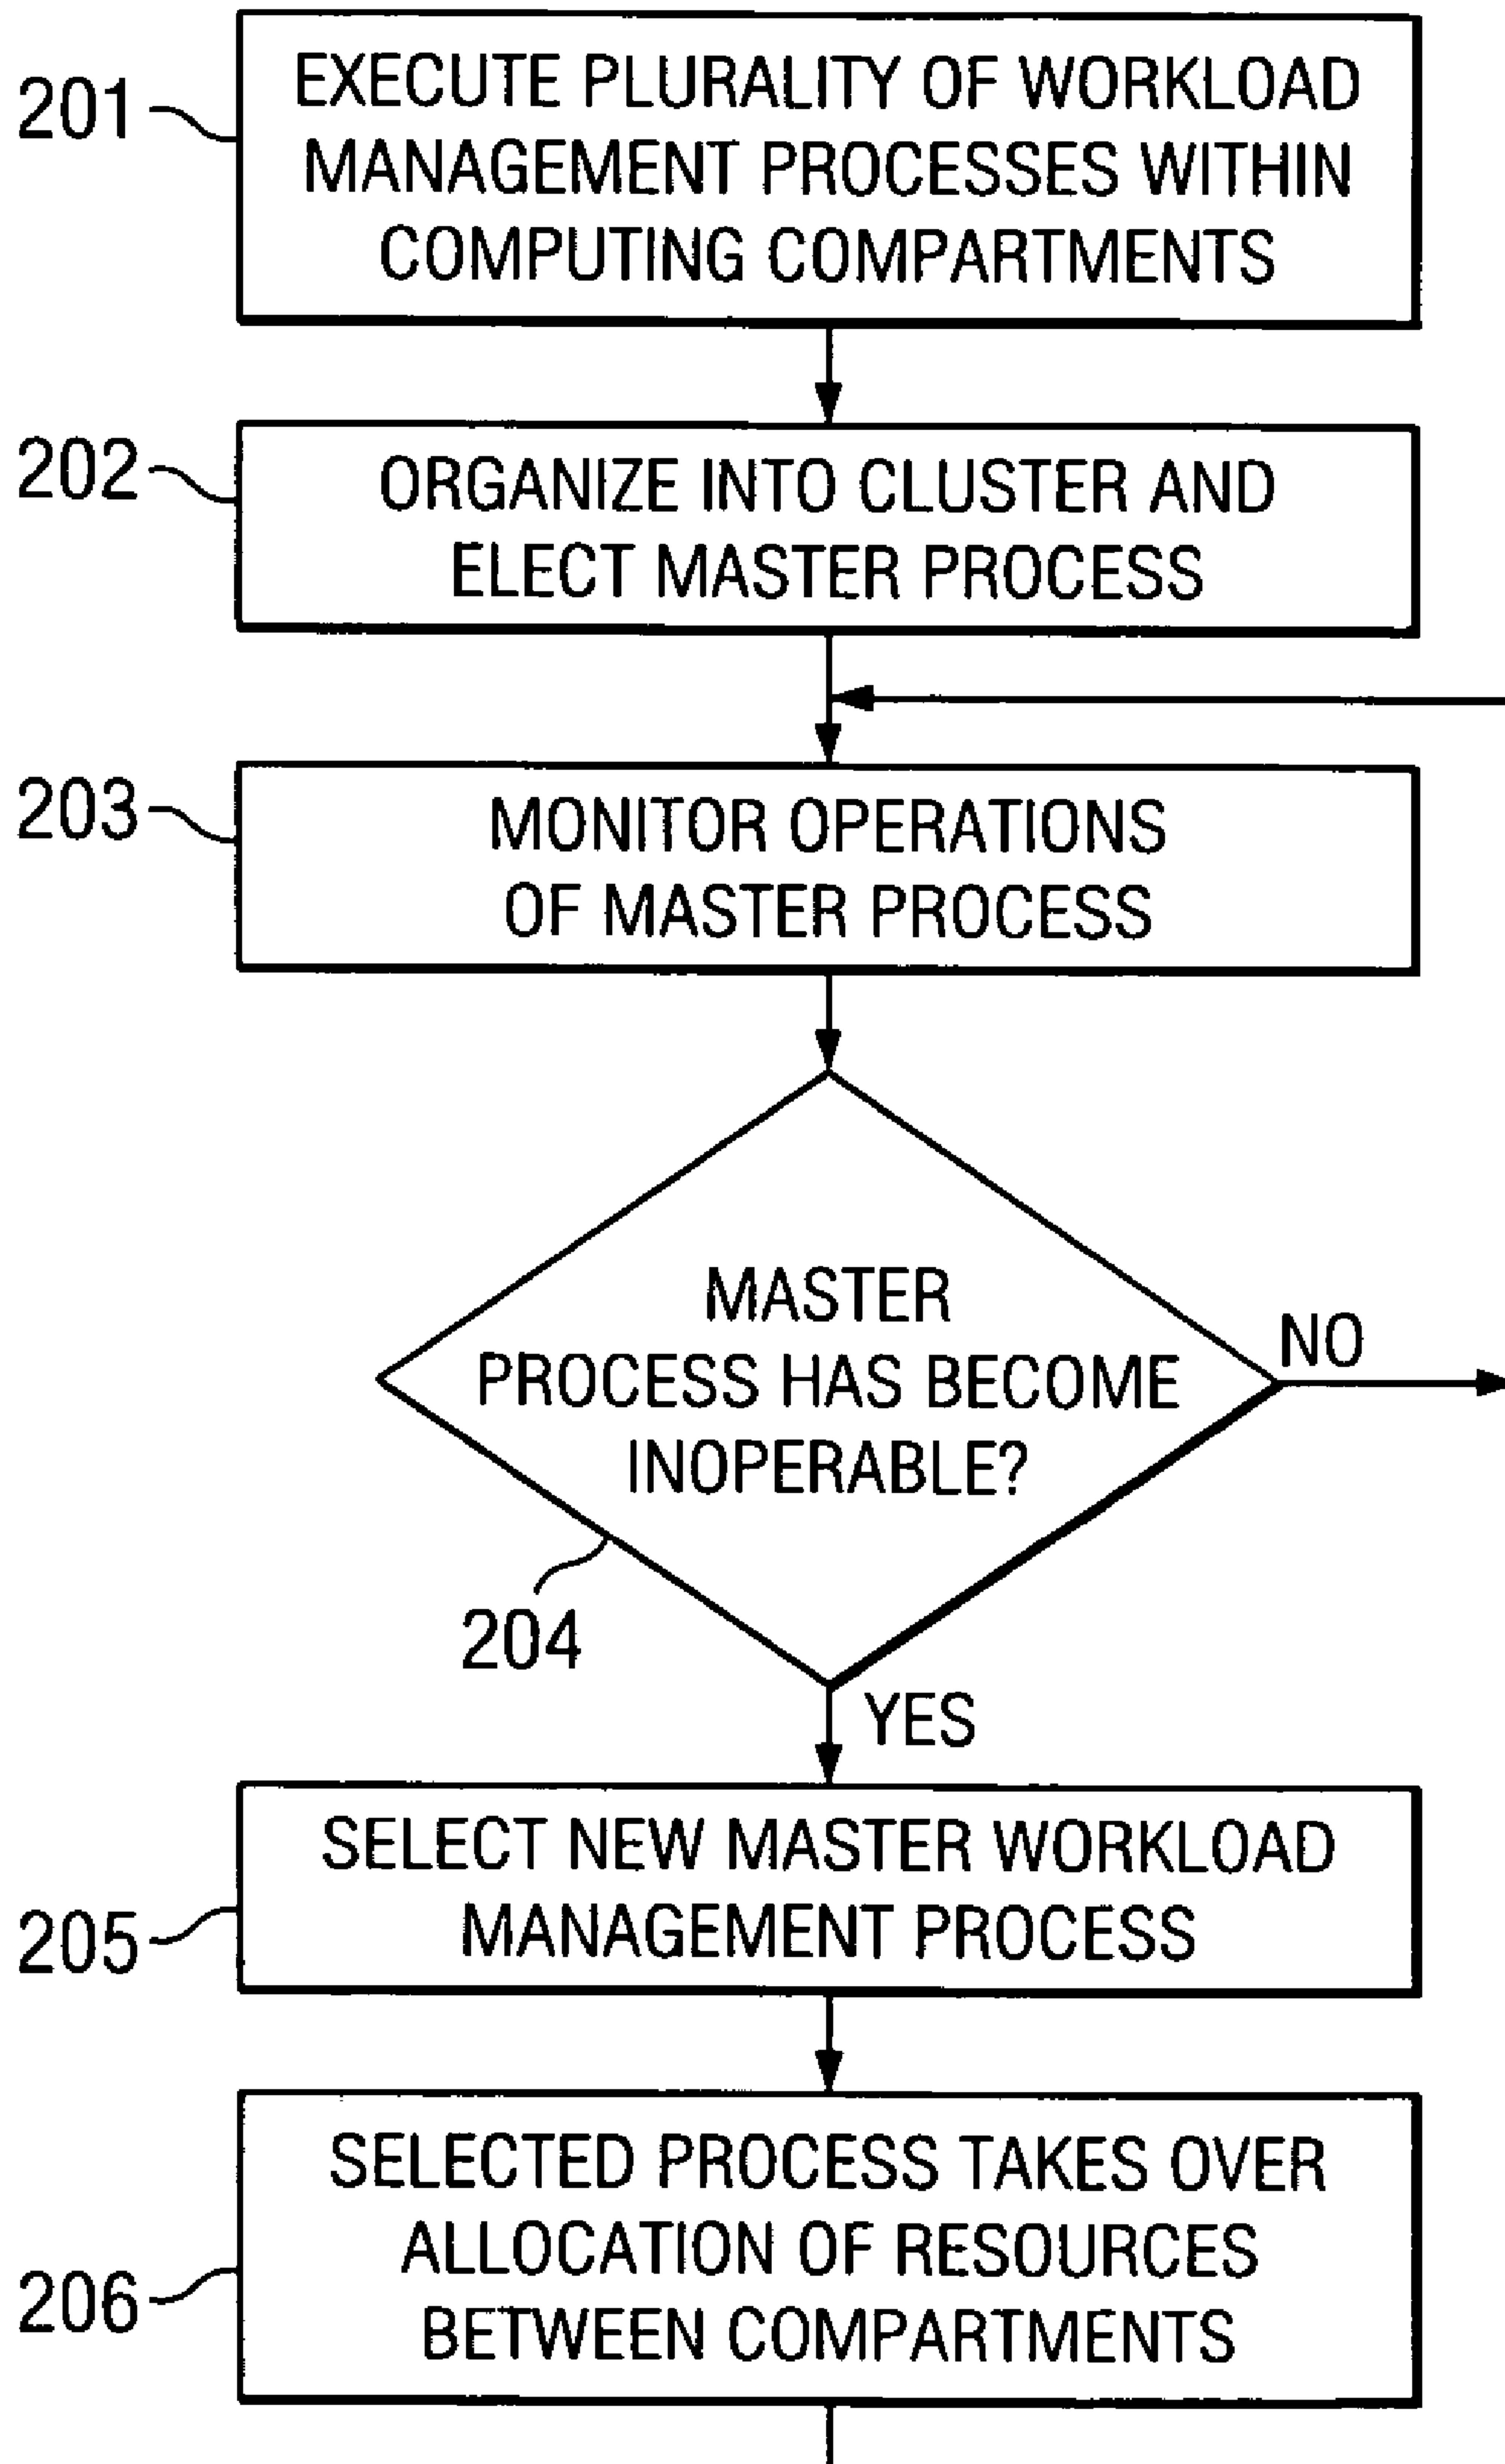 201
EXECUTE PLURALITY OF WORKLOAD
MANAGEMENT PROCESSES WITHIN
COMPUTING COMPARTMENTS
202
ORGANIZE INTO CLUSTER AND
ELECT MASTER PROCESS
203
MONITOR OPERATIONS
OF MASTER PROCESS
MASTER
PROCESS HAS BECOME
INOPERABLE?
NO
204
YES
205
SELECT NEW MASTER WORKLOAD
MANAGEMENT PROCESS
206
SELECTED PROCESS TAKES OVER
ALLOCATION OF RESOURCES
BETWEEN COMPARTMENTS